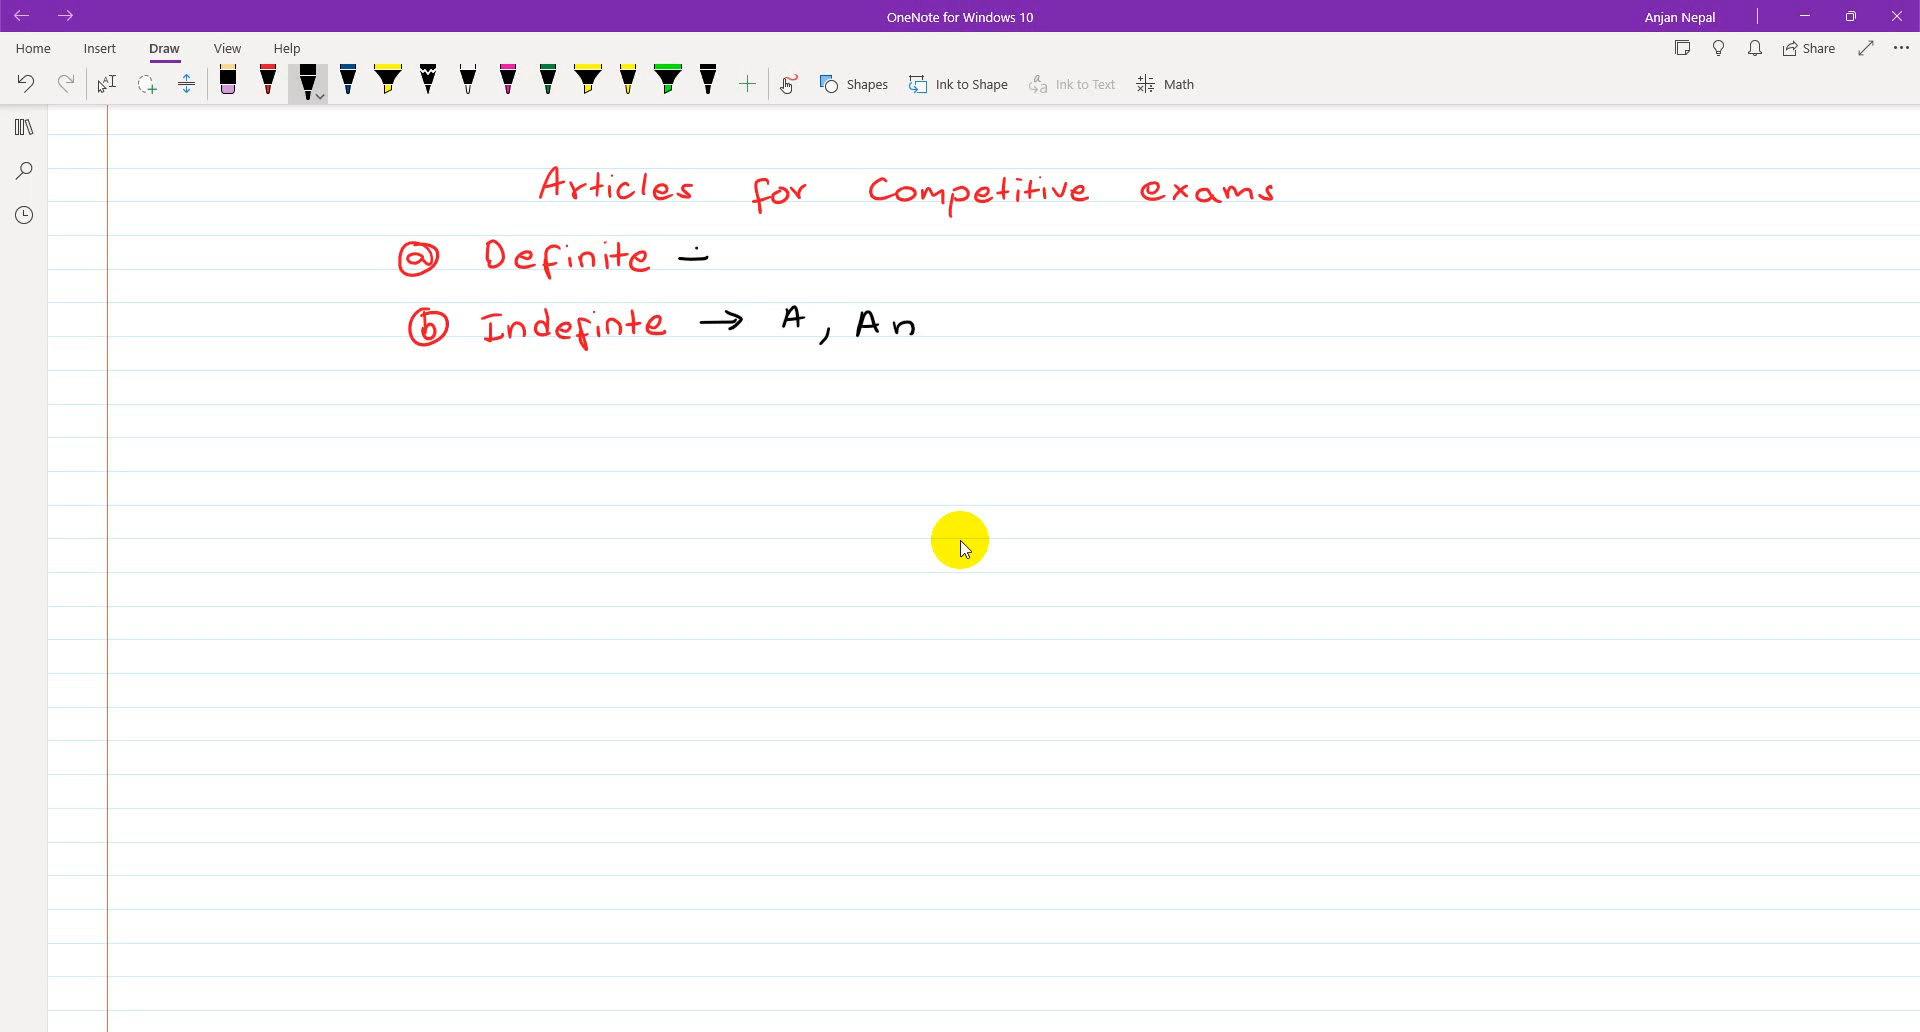 OneNote for Windows 10
Anjan Nepal
Home Insert Draw View Help
Share
Shapes Ink to Shape Ink to Text Math
Articles for Competitive exams
ⓐ Definite ∸
ⓑ Indefinte → A, An